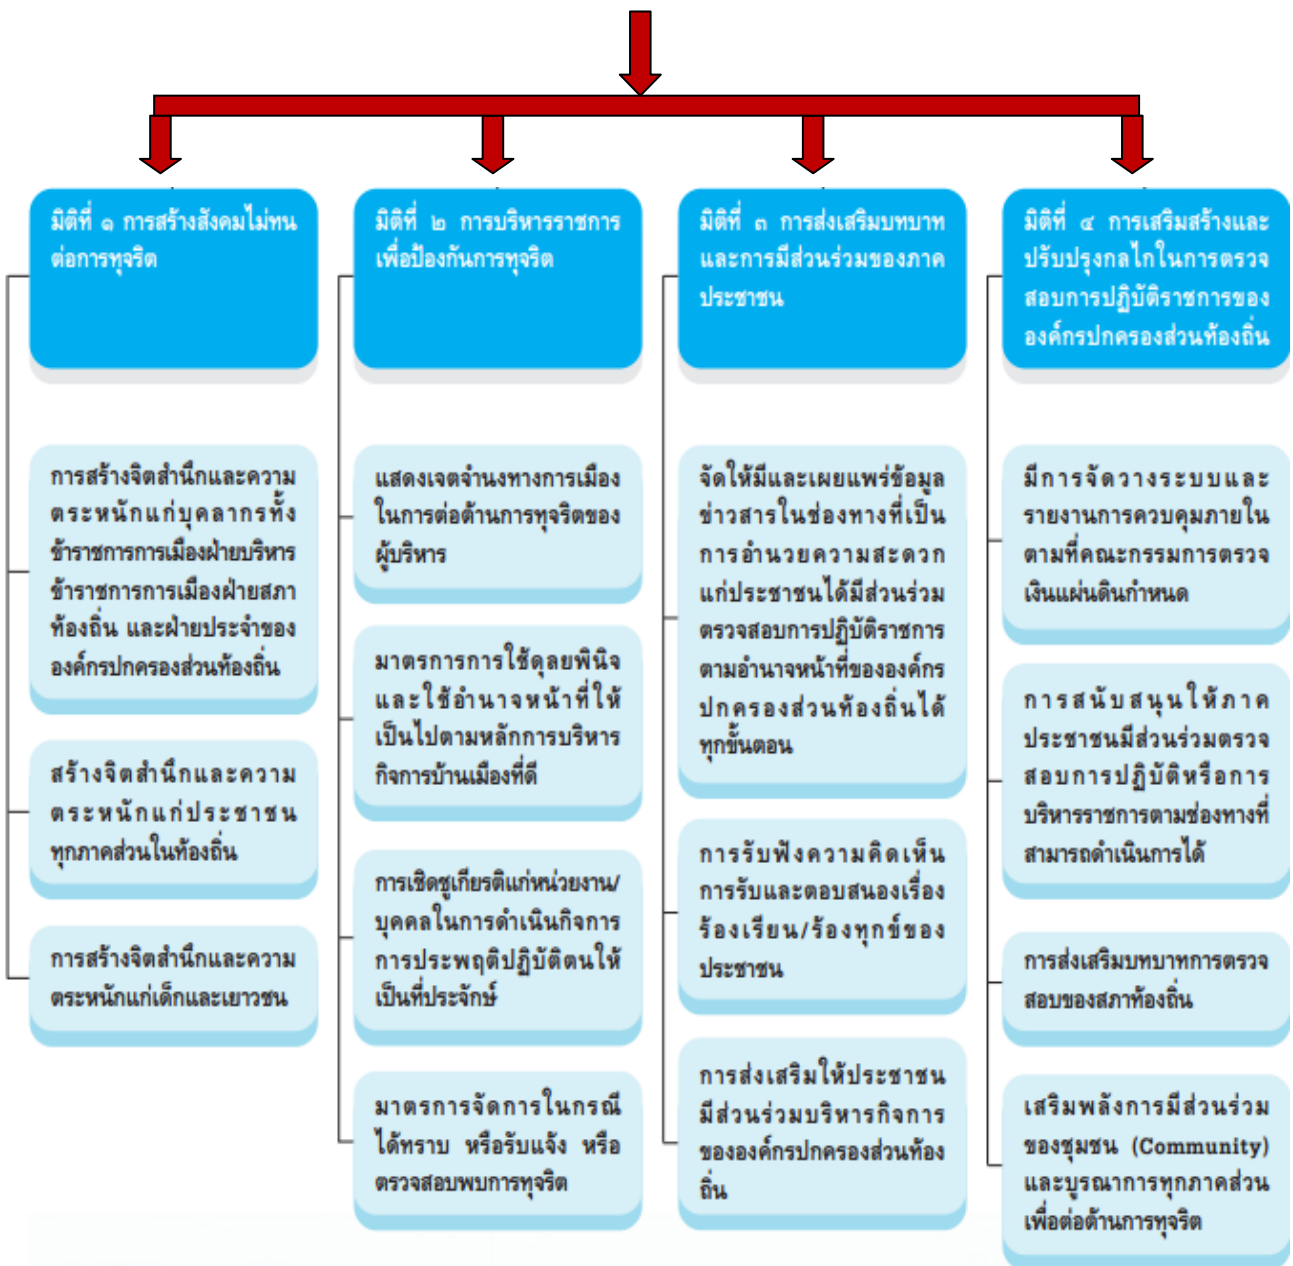 มิติที่ ๑ การสร้างสังคมไม่ทน
ต่อการทุจริต
การสร้างจิตสำนึกและความ
ตระหนักแก่บุคลากรทั้ง
ข้าราชการการเมืองฝ่ายบริหาร
ข้าราชการการเมืองฝ่ายสภา
ท้องถิ่น และฝ่ายประจำของ
องค์กรปกครองส่วนท้องถิ่น
สร้างจิตสำนึกและความ
ตระหนักแก่ประชาชน
ทุกภาคส่วนในท้องถิ่น
การสร้างจิตสำนึกและความ
ตระหนักแก่เด็กและเยาวชน
มิติที่ ๒ การบริหารราชการ
เพื่อป้องกันการทุจริต
แสดงเจตจำนงทางการเมือง
ในการต่อต้านการทุจริตของ
ผู้บริหาร
มาตรการการใช้ดุลยพินิจ
และใช้อำนาจหน้าที่ให้
เป็นไปตามหลักการบริหาร
กิจการบ้านเมืองที่ดี
การเชิดชูเกียรติแก่หน่วยงาน/
บุคคลในการดำเนินกิจการ
การประพฤติปฏิบัติตนให้
เป็นที่ประจักษ์
มาตรการจัดการในกรณี
ได้ทราบ หรือรับแจ้ง หรือ
ตรวจสอบพบการทุจริต
มิติที่ ๓ การส่งเสริมบทบาท
และการมีส่วนร่วมของภาค
ประชาชน
จัดให้มีและเผยแพร่ข้อมูล
ข่าวสารในช่องทางที่เป็น
การอำนวยความสะดวก
แก่ประชาชนได้มีส่วนร่วม
ตรวจสอบการปฏิบัติราชการ
ตามอำนาจหน้าที่ขององค์กร
ปกครองส่วนท้องถิ่นได้
ทุกขั้นตอน
การรับฟังความคิดเห็น
การรับและตอบสนองเรื่อง
ร้องเรียน/ร้องทุกข์ของ
ประชาชน
การส่งเสริมให้ประชาชน
มีส่วนร่วมบริหารกิจการ
ขององค์กรปกครองส่วนท้อง
ถิ่น
มิติที่ ๔ การเสริมสร้างและ
ปรับปรุงกลไกในการตรวจ
สอบการปฏิบัติราชการของ
องค์กรปกครองส่วนท้องถิ่น
มีการจัดวางระบบและ
รายงานการควบคุมภายใน
ตามที่คณะกรรมการตรวจ
เงินแผ่นดินกำหนด
การสนับสนุนให้ภาค
ประชาชนมีส่วนร่วมตรวจ
สอบการปฏิบัติหรือการ
บริหารราชการตามช่องทางที่
สามารถดำเนินการได้
การส่งเสริมบทบาทการตรวจ
สอบของสภาท้องถิ่น
เสริมพลังการมีส่วนร่วม
ของชุมชน (Community)
และบูรณาการทุกภาคส่วน
เพื่อต่อต้านการทุจริต